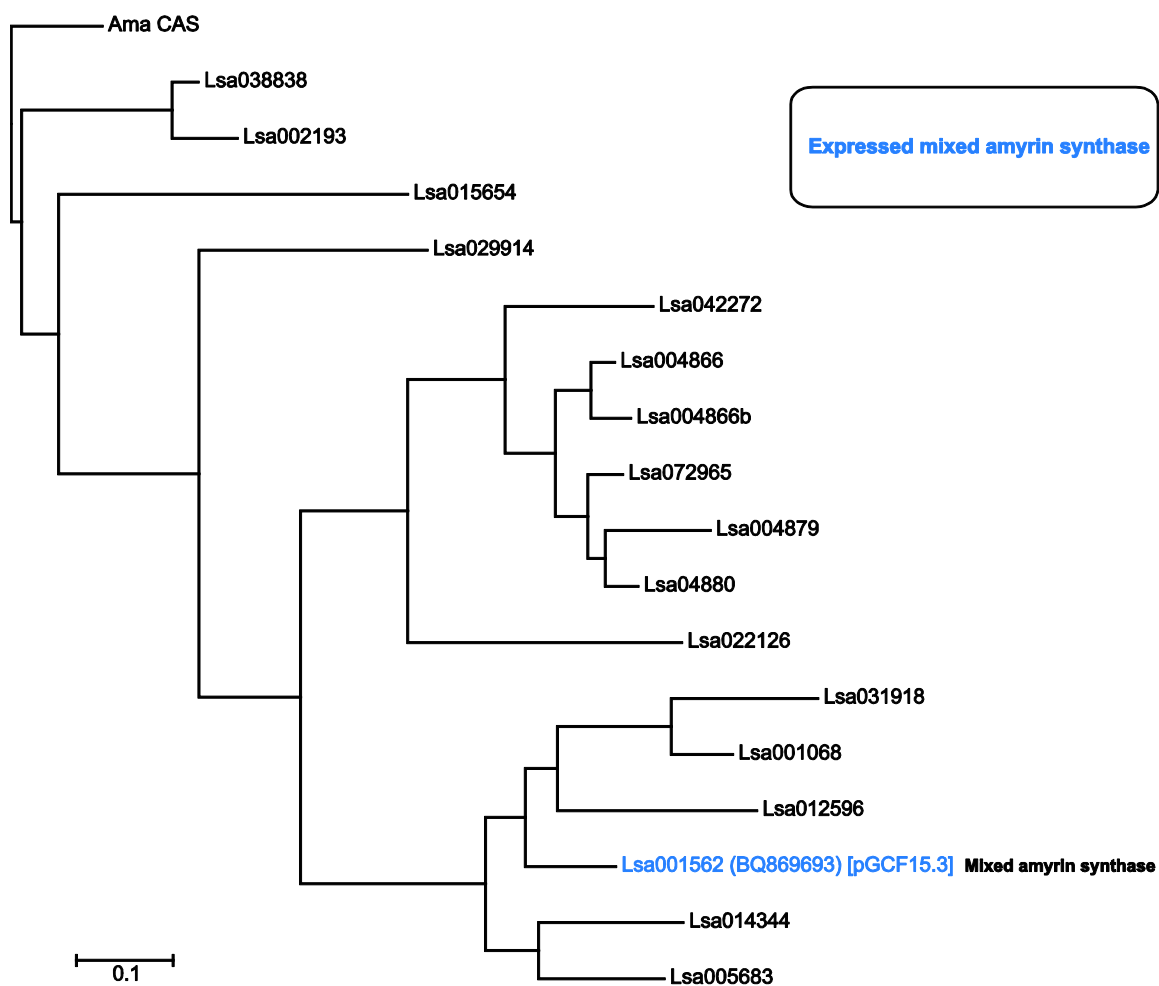 Ama CAS
Lsa038838
Lsa002193
Expressed mixed amyrin synthase
Lsa015654
Lsa029914
Lsa042272
Lsa004866
Lsa004866b
Lsa072965
Lsa004879
Lsa04880
Lsa022126
Lsa031918
Lsa001068
Lsa012596
Lsa001562 (BQ869693) [pGCF15.3] Mixed amyrin synthase
Lsa014344
Lsa005683
0.1